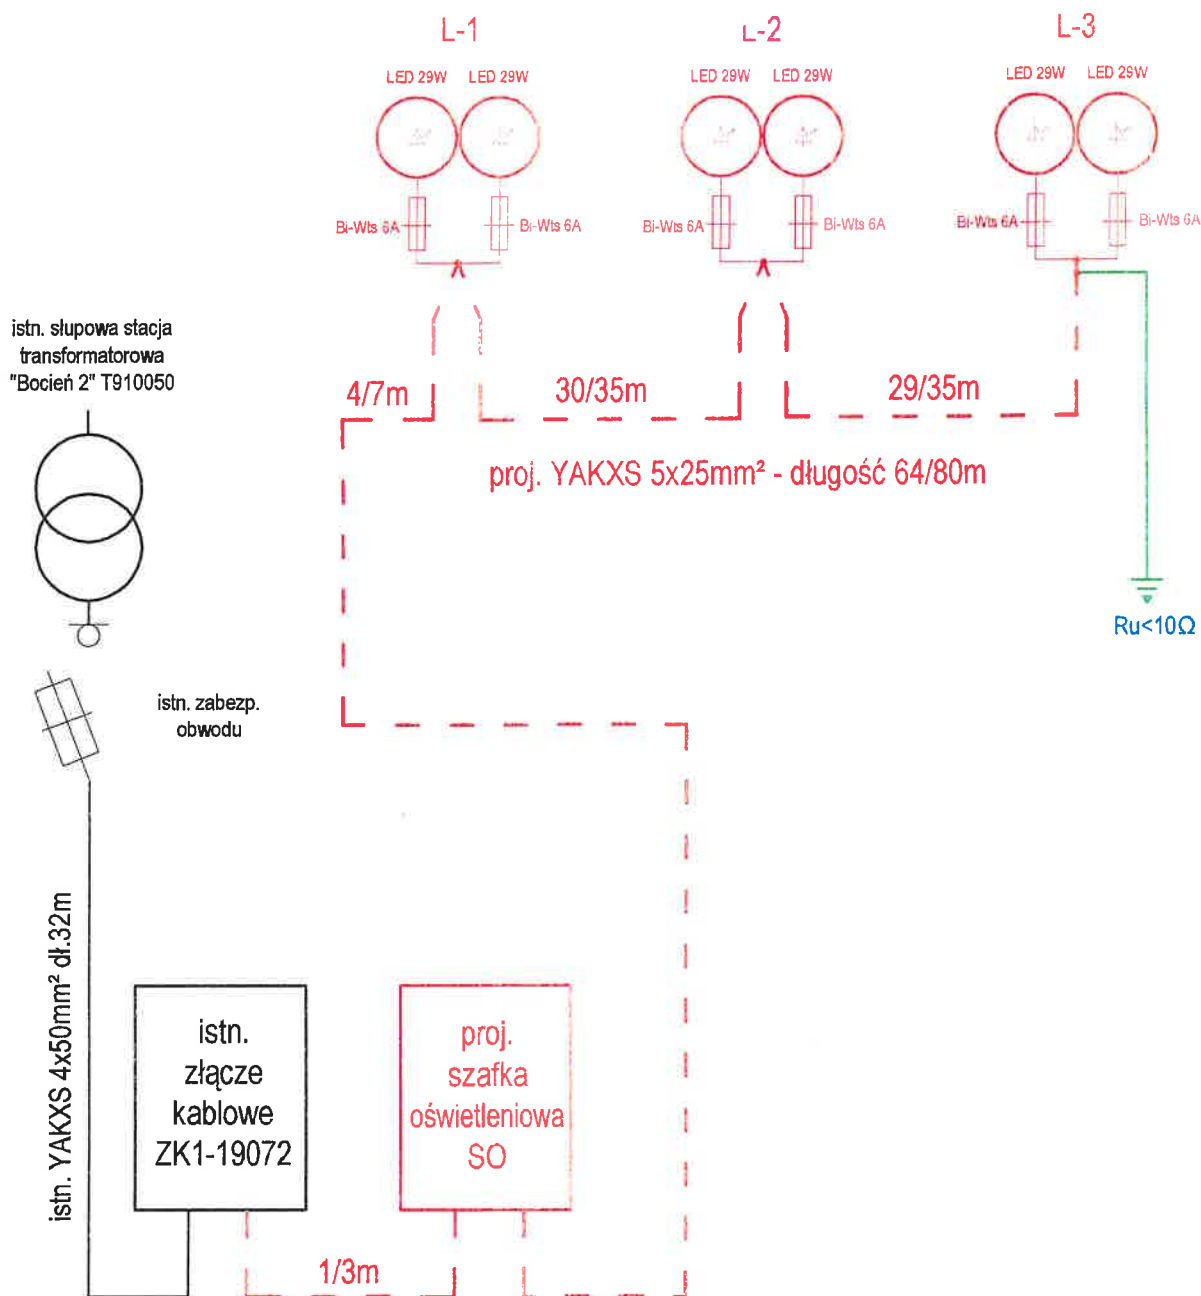 L-1
L-2
L-3
LED 29W LED 29W
LED 29W LED 29W
LED 29W LED 29W
Bi-Wts 6A
Bi-Wts 6A
Bi-Wts 6A
Bi-Wts 6A
Bi-Wts 6A
Bi-Wts 6A
istn. słupowa stacja
transformatorowa
"Bocień 2" T910050
4/7m
30/35m
29/35m
proj. YAKXS 5x25mm² - długość 64/80m
Ru<10Ω
istn. zabezp.
obwodu
istn. YAKXS 4x50mm² dł.32m
istn.
złącze
kablowe
ZK1-19072
proj.
szafka
oświetleniowa
SO
1/3m